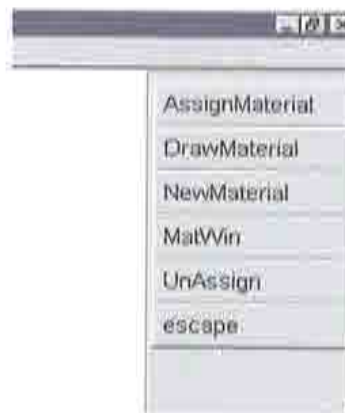 AssignMaterial
DrawMaterial
NewMaterial
MatWin
UnAssign
escape